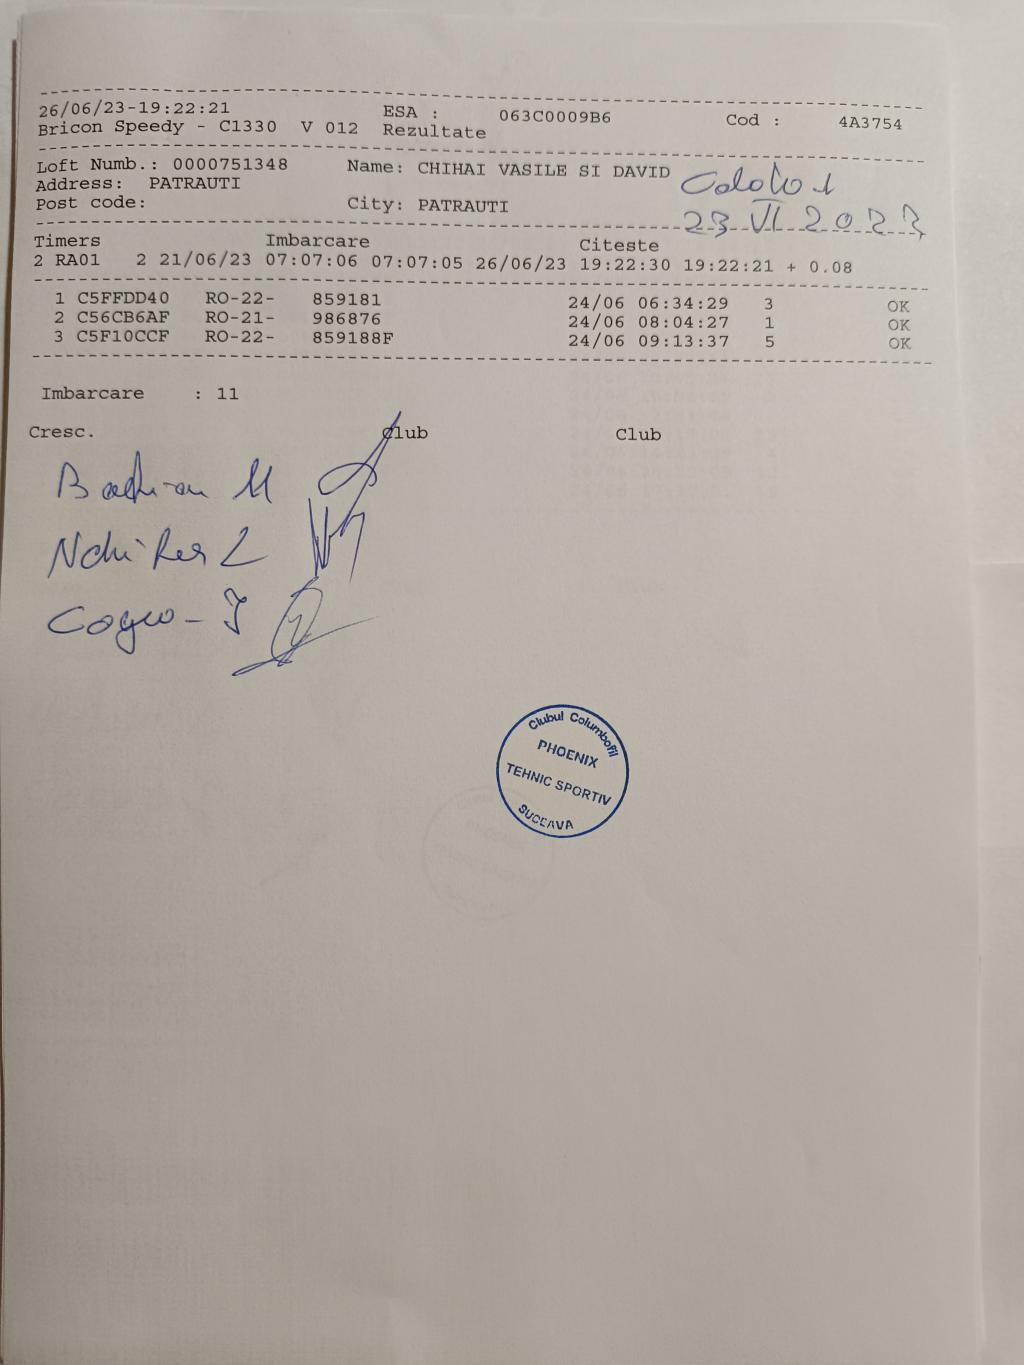 26/06/23-19:22:21 ESA : 063C0009B6 Cod : 4A3754
Bricon Speedy - C1330 V 012 Rezultate
Loft Numb.: 0000751348 Name: CHIHAI VASILE SI DAVID
Address: PATRAUTI
Post code: City: PATRAUTI
23 VI 2023
Timers Imbarcare Citeste
2 RA01 2 21/06/23 07:07:06 07:07:05 26/06/23 19:22:30 19:22:21 + 0.08
1 C5FFDD40 RO-22- 859181 24/06 06:34:29 3 OK
2 C56CB6AF RO-21- 986876 24/06 08:04:27 1 OK
3 C5F10CCF RO-22- 859188F 24/06 09:13:37 5 OK
Imbarcare : 11
Cresc. Club Club
Clubul Columbofil
PHOENIX
TEHNIC SPORTIV
SUCEAVA